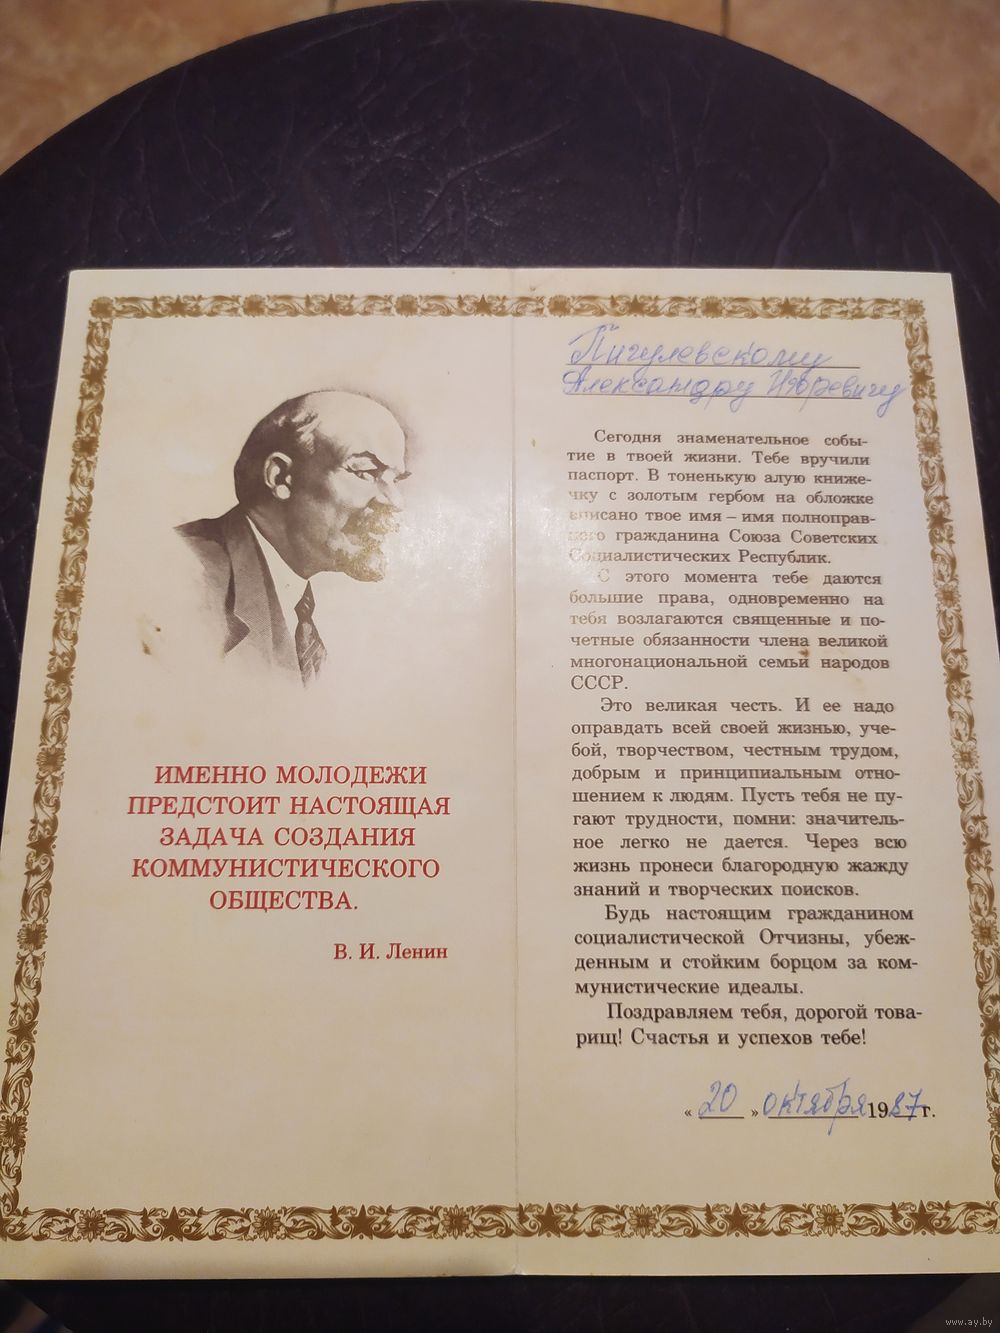 ИМЕННО МОЛОДЕЖИ
ПРЕДСТОИТ НАСТОЯЩАЯ
ЗАДАЧА СОЗДАНИЯ
КОММУНИСТИЧЕСКОГО
ОБЩЕСТВА.
В. И. Ленин
Пигулевскому
Александру Игоревичу
Сегодня знаменательное собы-
тие в твоей жизни. Тебе вручили
паспорт. В тоненькую алую книже-
чку с золотым гербом на обложке
вписано твое имя – имя полноправ-
ного гражданина Союза Советских
Социалистических Республик.
С этого момента тебе даются
большие права, одновременно на
тебя возлагаются священные и по-
четные обязанности члена великой
многонациональной семьи народов
СССР.
Это великая честь. И ее надо
оправдать всей своей жизнью, уче-
бой, творчеством, честным трудом,
добрым и принципиальным отно-
шением к людям. Пусть тебя не пу-
гают трудности, помни: значитель-
ное легко не дается. Через всю
жизнь пронеси благородную жажду
знаний и творческих поисков.
Будь настоящим гражданином
социалистической Отчизны, убеж-
денным и стойким борцом за ком-
мунистические идеалы.
Поздравляем тебя, дорогой това-
рищ! Счастья и успехов тебе!
« 20 » октября 1987г.
www.ay.by